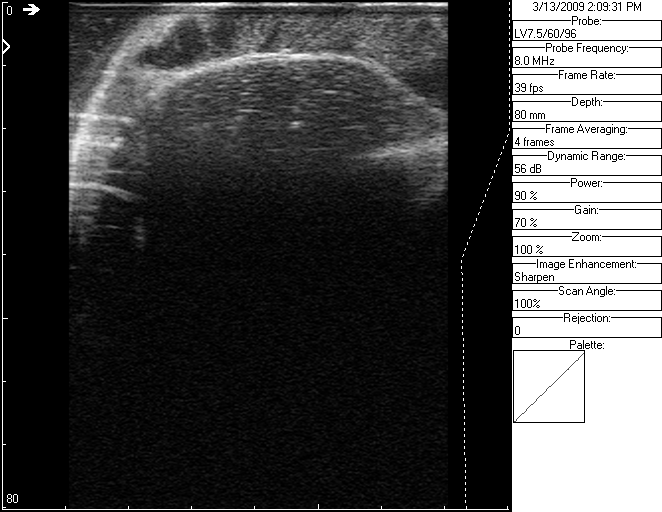 0
3/13/2009 2:09:31 PM
Probe:
LV7.5/60/96
Probe Frequency:
8.0 MHz
Frame Rate:
39 fps
Depth:
80 mm
Frame Averaging:
4 frames
Dynamic Range:
56 dB
Power:
90 %
Gain:
70 %
Zoom:
100 %
Image Enhancement:
Sharpen
Scan Angle:
100%
Rejection:
0
Palette:
80